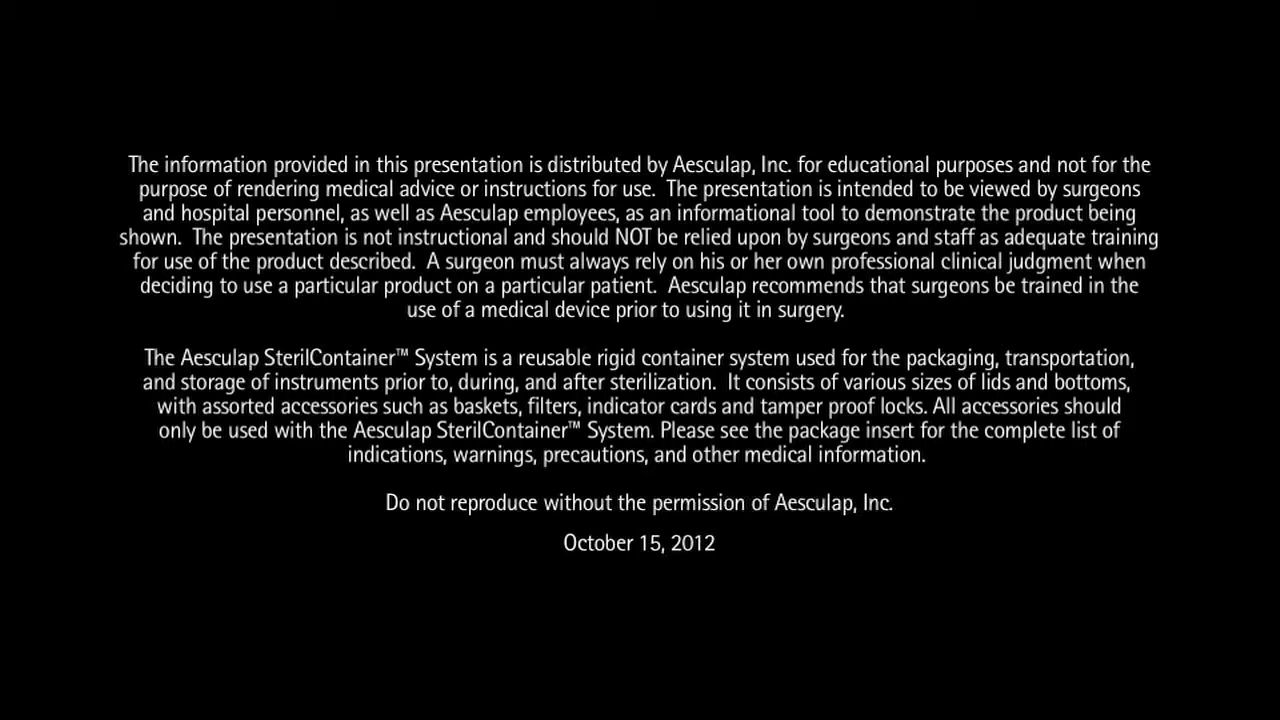 The information provided in this presentation is distributed by Aesculap, Inc. for educational purposes and not for the
purpose of rendering medical advice or instructions for use.  The presentation is intended to be viewed by surgeons
and hospital personnel, as well as Aesculap employees, as an informational tool to demonstrate the product being
shown.  The presentation is not instructional and should NOT be relied upon by surgeons and staff as adequate training
for use of the product described.  A surgeon must always rely on his or her own professional clinical judgment when
deciding to use a particular product on a particular patient.  Aesculap recommends that surgeons be trained in the
use of a medical device prior to using it in surgery.
The Aesculap SterilContainer™ System is a reusable rigid container system used for the packaging, transportation,
and storage of instruments prior to, during, and after sterilization.  It consists of various sizes of lids and bottoms,
with assorted accessories such as baskets, filters, indicator cards and tamper proof locks. All accessories should
only be used with the Aesculap SterilContainer™ System. Please see the package insert for the complete list of
indications, warnings, precautions, and other medical information.
Do not reproduce without the permission of Aesculap, Inc.
October 15, 2012